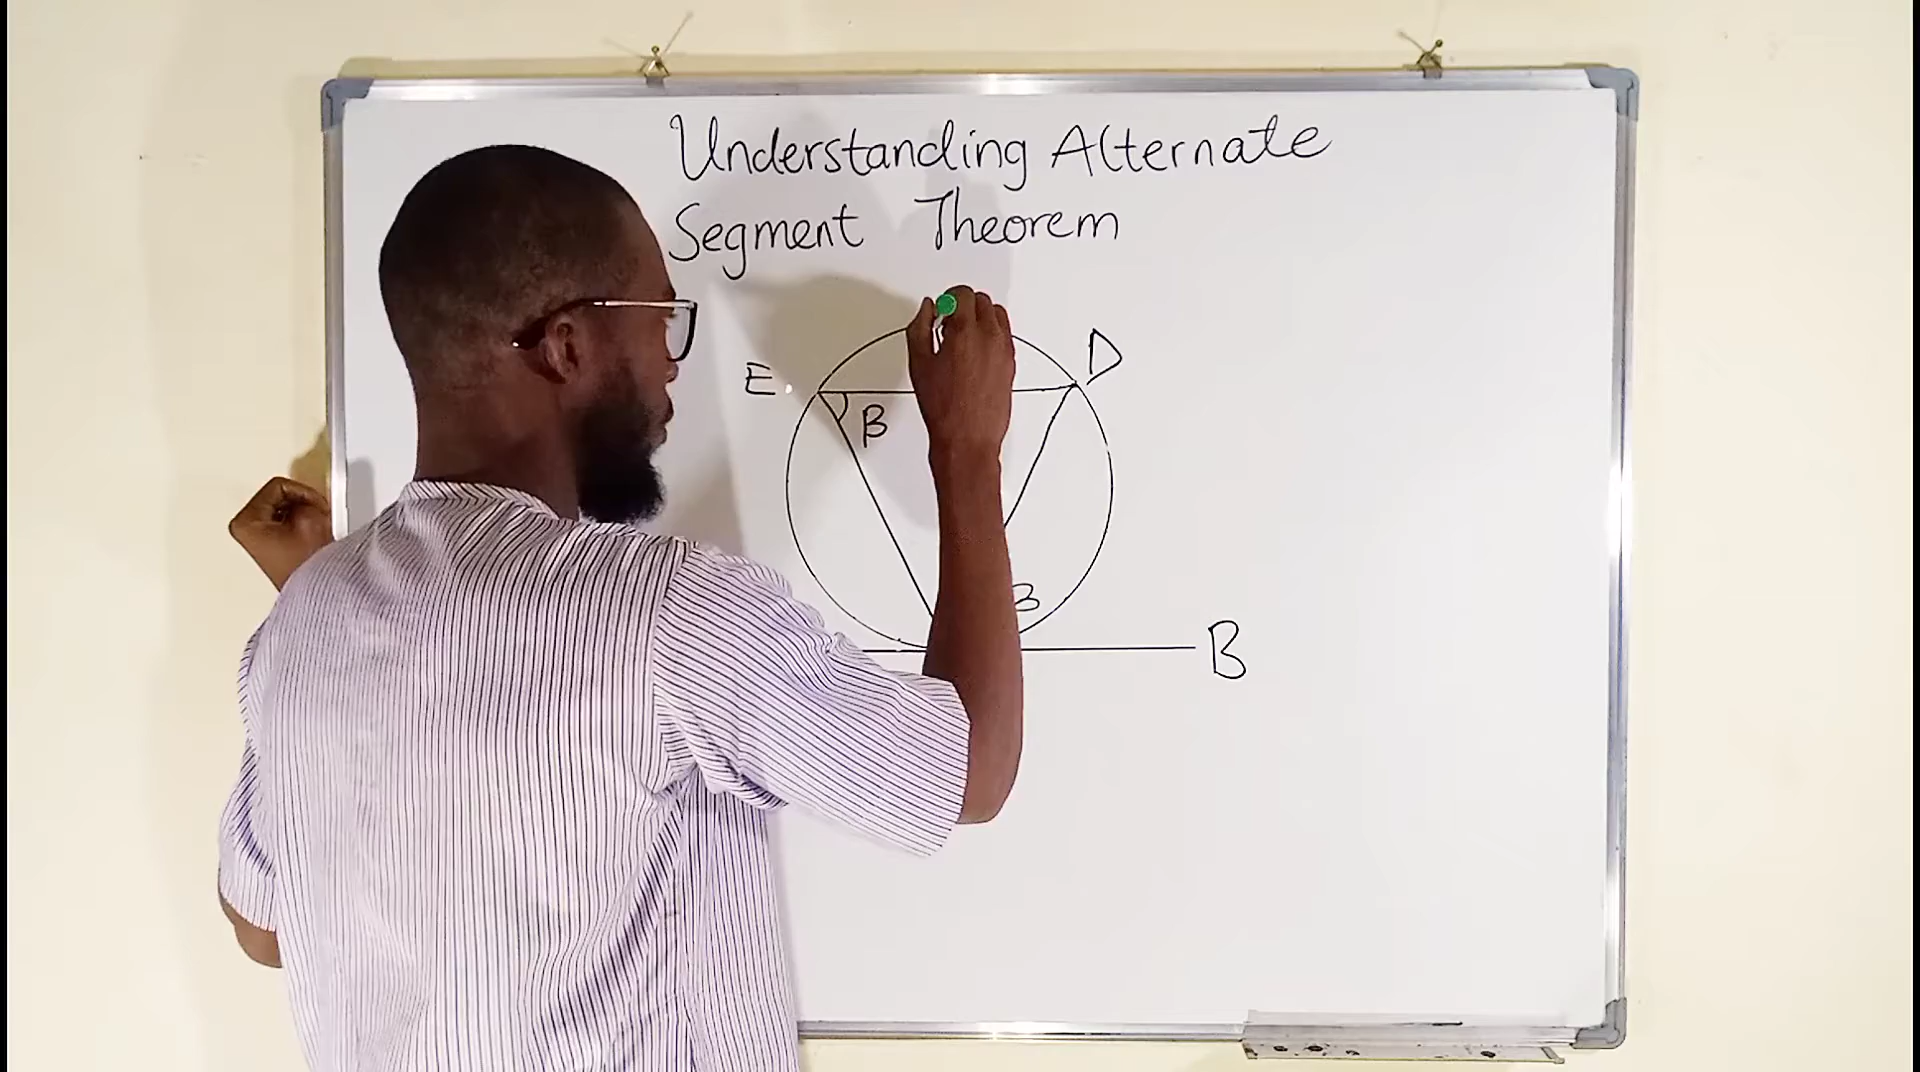 Understanding Alternate
Segment Theorem
E
D
β
β
B